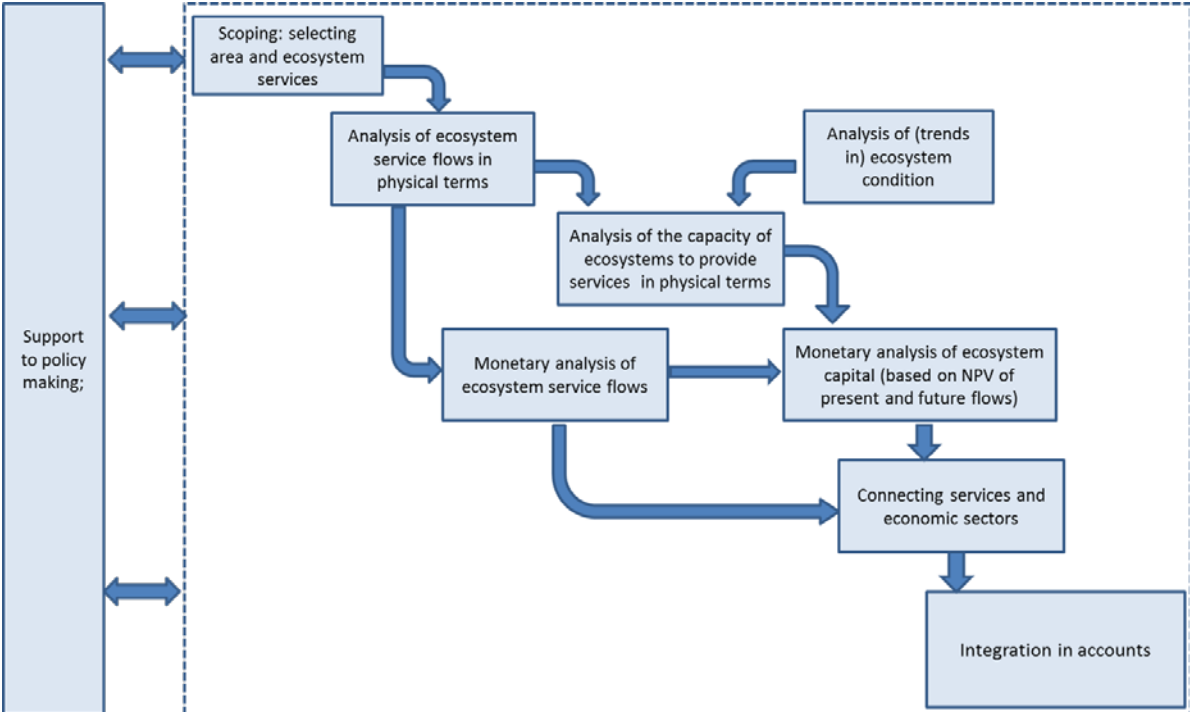 Scoping: selecting
area and ecosystem
services
Analysis of ecosystem
service flows in
physical terms
Analysis of (trends
in) ecosystem
condition
Analysis of the capacity of
ecosystems to provide
services in physical terms
Support
to policy
making;
Monetary analysis of
ecosystem service flows
Monetary analysis of ecosystem
capital (based on NPV of
present and future flows)
Connecting services and
economic sectors
Integration in accounts